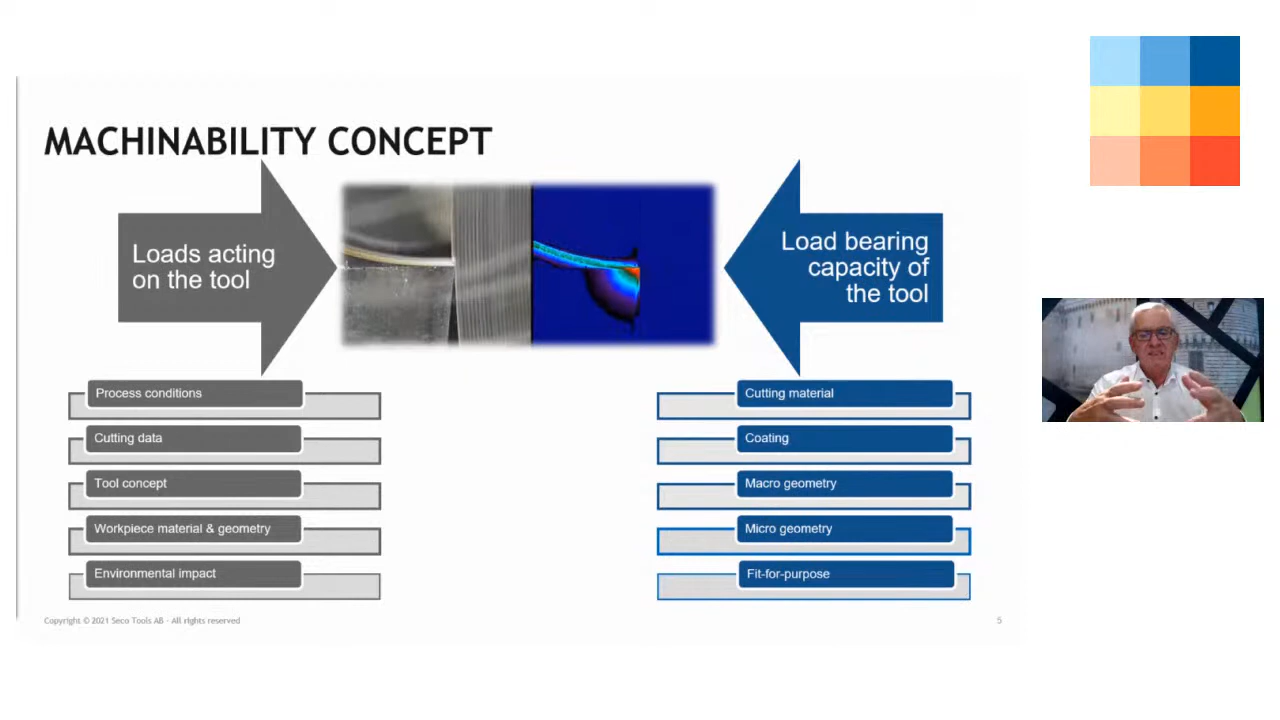 MACHINABILITY CONCEPT
Loads acting
on the tool
Load bearing
capacity of
the tool
Process conditions
Cutting data
Tool concept
Workpiece material & geometry
Environmental impact
Cutting material
Coating
Macro geometry
Micro geometry
Fit-for-purpose
Copyright © 2021 Seco Tools AB - All rights reserved
5